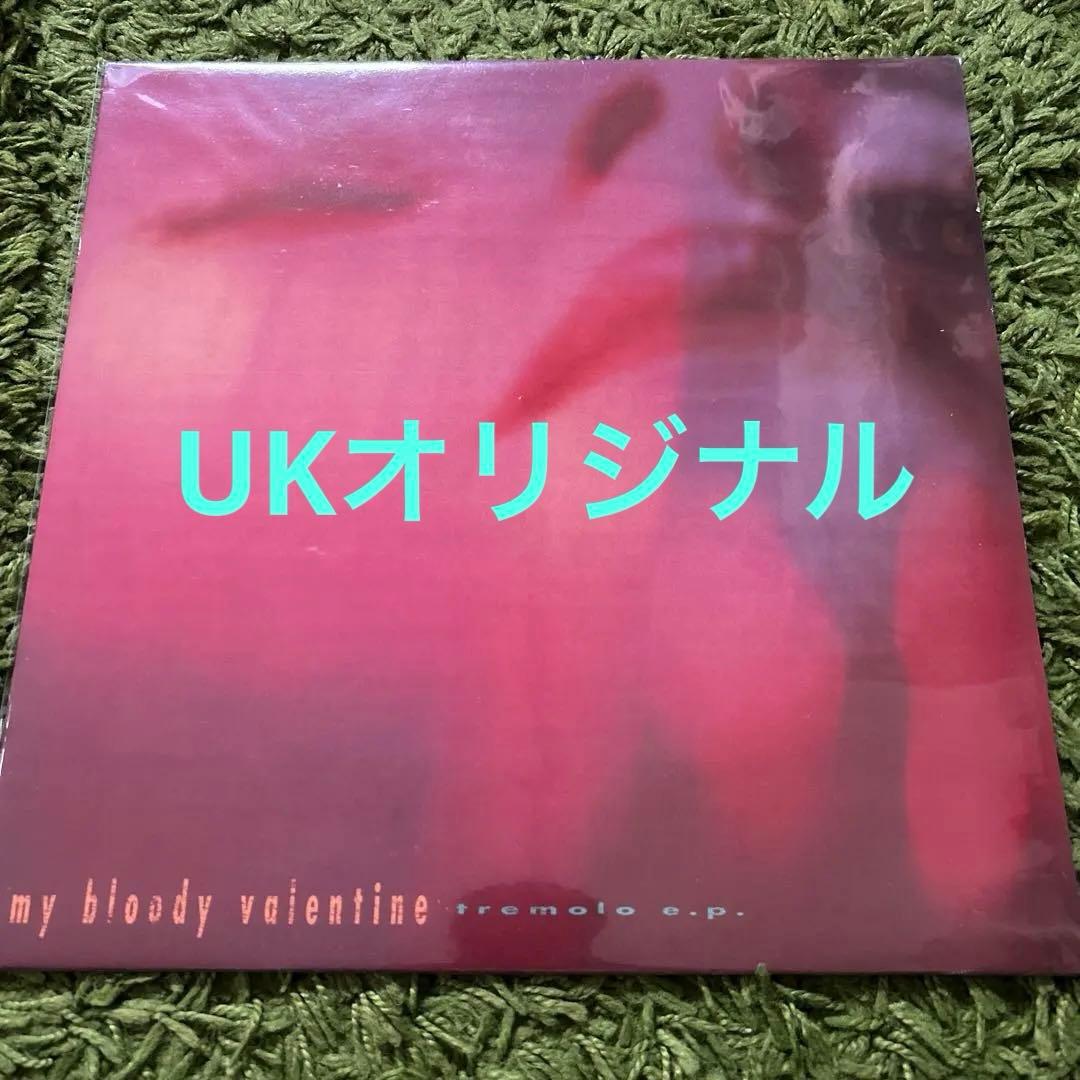 UKオリジナル
my bloody valentine tremolo e.p.